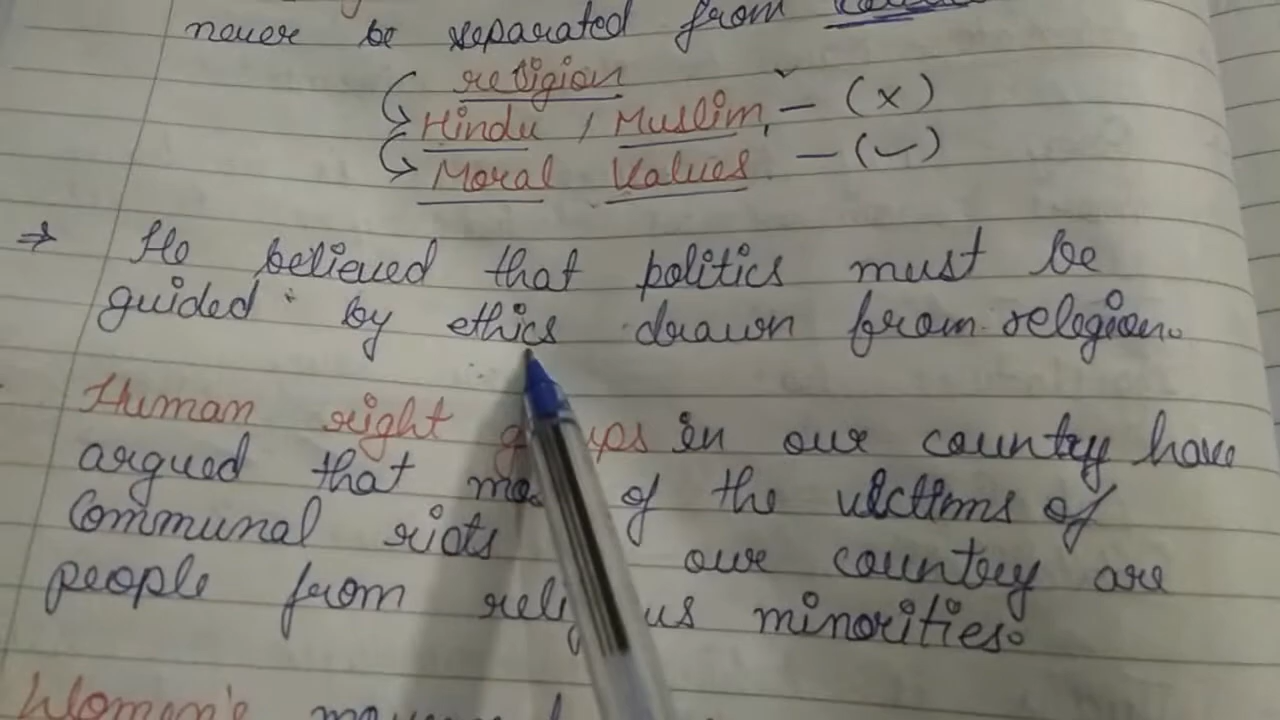 never be separated from
religion
Hindu / Muslim, - (x)
Moral Values - (✓)
⇒ He believed that politics must be
guided by ethics drawn from relegion.
Human right in our country have
argued that of the victims of
Communal riots our country are
people from minorities.
Women's